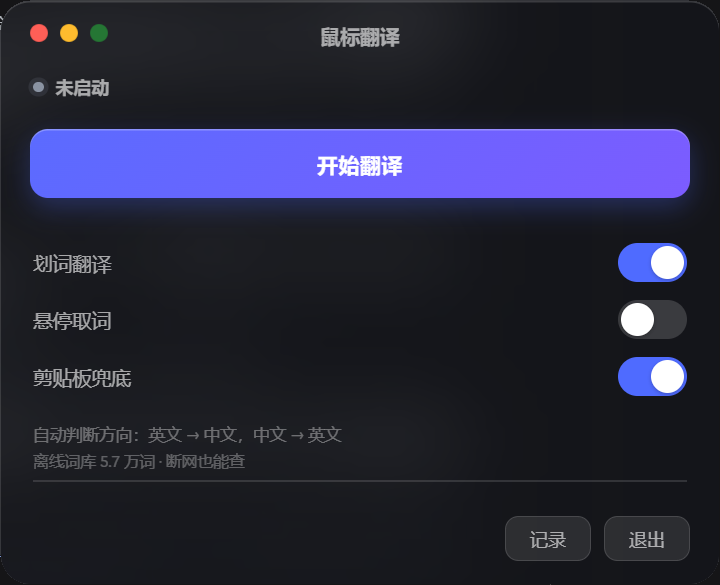 鼠标翻译
未启动
开始翻译
划词翻译
悬停取词
剪贴板兜底
自动判断方向：英文 → 中文，中文 → 英文
离线词库 5.7 万词 · 断网也能查
记录
退出